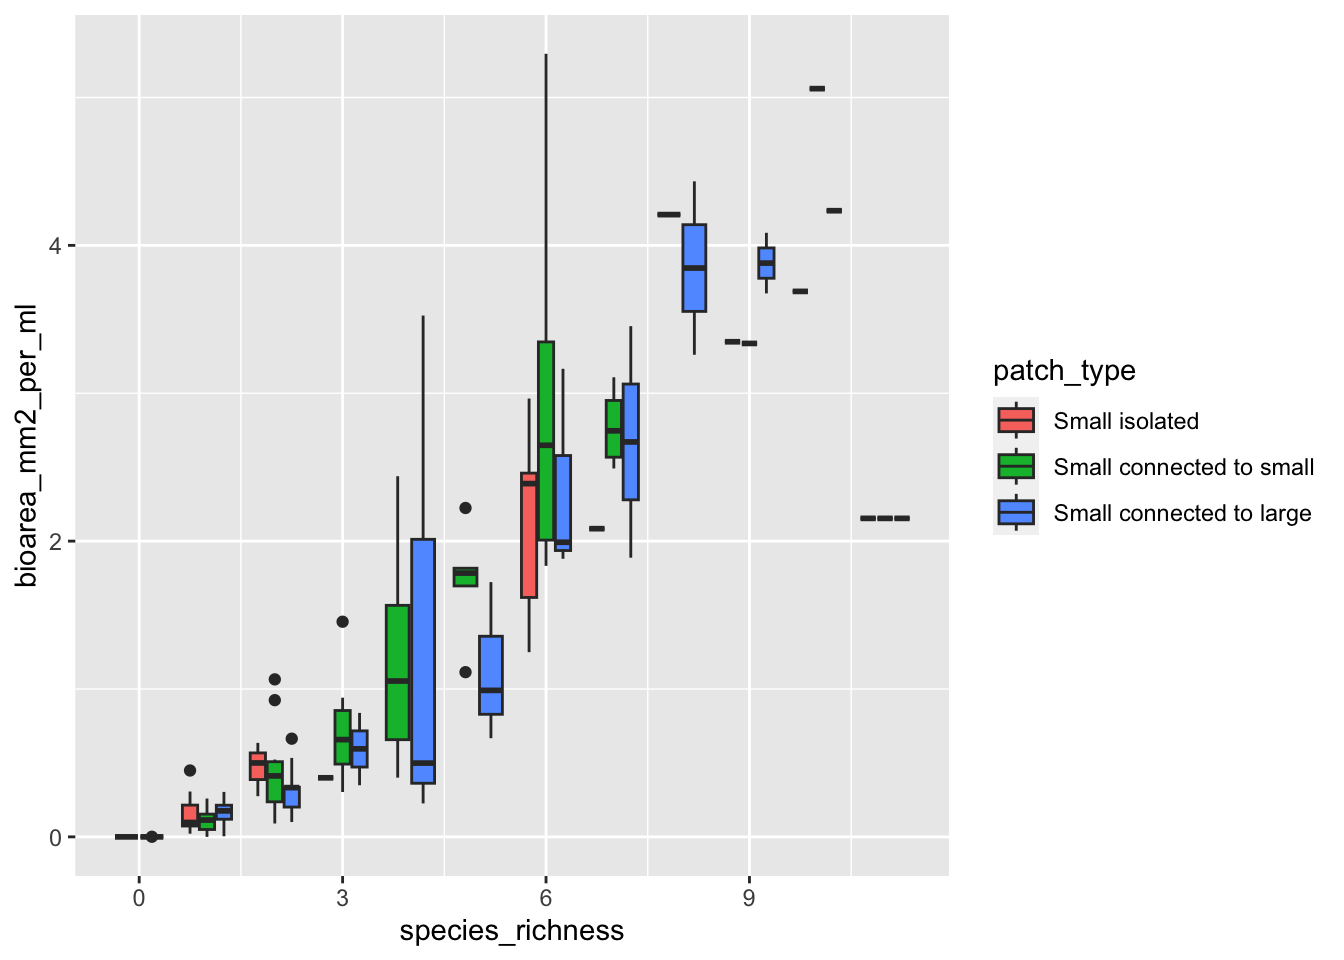 4
2
0
0 3 6 9
species_richness
bioarea_mm2_per_ml
patch_type
Small isolated
Small connected to small
Small connected to large